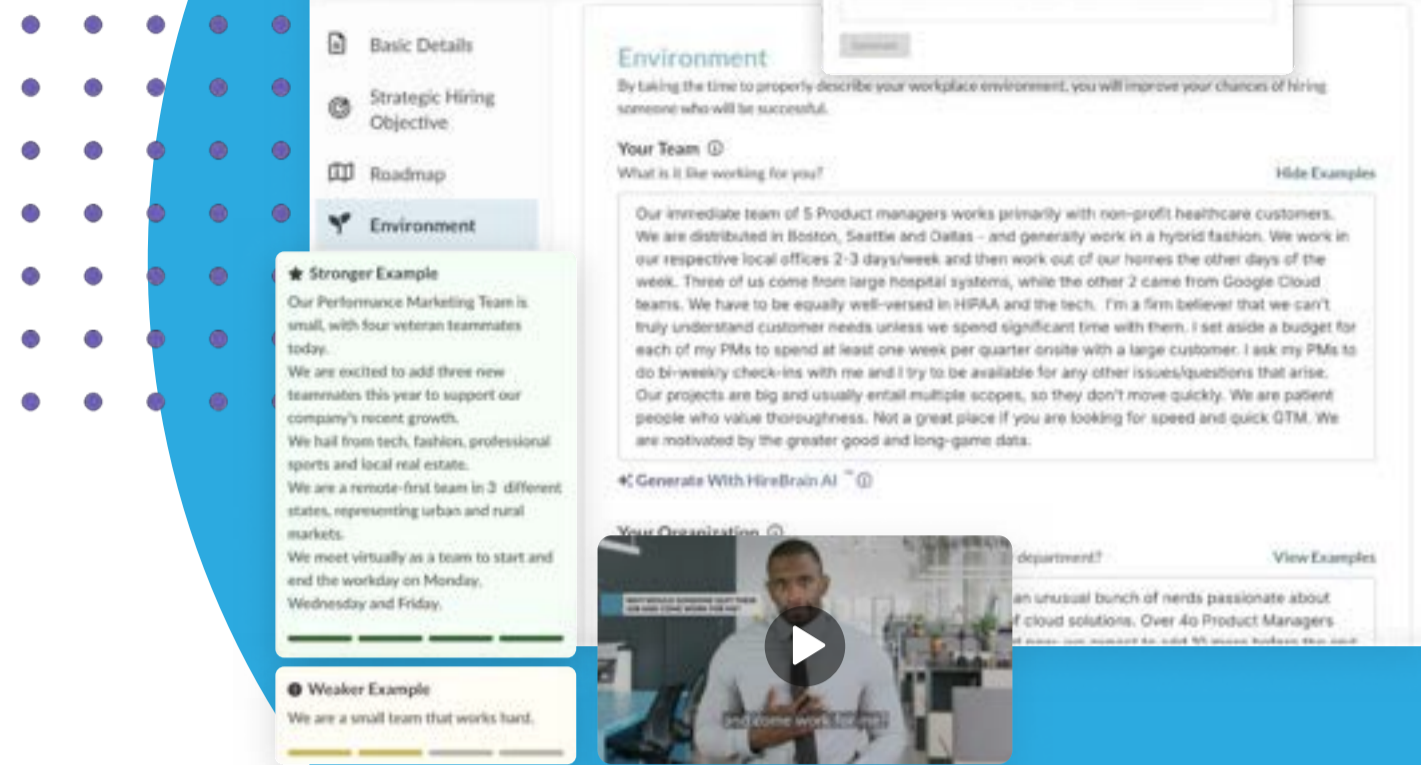 Basic Details
Strategic Hiring
Objective
Roadmap
Environment
Environment
By taking the time to properly describe your workplace environment, you will improve your chances of hiring
someone who will be successful.
Your Team
What is it like working for you?
Hide Examples
Our immediate team of 5 Product managers works primarily with non-profit healthcare customers.
We are distributed in Boston, Seattle and Dallas - and generally work in a hybrid fashion. We work in
our respective local offices 2-3 days/week and then work out of our homes the other days of the
week. Three of us come from large hospital systems, while the other 2 came from Google Cloud
teams. We have to be equally well-versed in HIPAA and the tech. I'm a firm believer that we can't
truly understand customer needs unless we spend significant time with them. I set aside a budget for
each of my PMs to spend at least one week per quarter onsite with a large customer. I ask my PMs to
do bi-weekly check-ins with me and I try to be available for any other issues/questions that arise.
Our projects are big and usually entail multiple scopes, so they don't move quickly. We are patient
people who value thoroughness. Not a great place if you are looking for speed and quick GTM. We
are motivated by the greater good and long-game data.
Generate With HireBrain AI ™
Your Organization
department?
View Examples
an unusual bunch of nerds passionate about
of cloud solutions. Over 4o Product Managers
Stronger Example
Our Performance Marketing Team is
small, with four veteran teammates
today.
We are excited to add three new
teammates this year to support our
company's recent growth.
We hail from tech, fashion, professional
sports and local real estate.
We are a remote-first team in 3 different
states, representing urban and rural
markets.
We meet virtually as a team to start and
end the workday on Monday,
Wednesday and Friday.
Weaker Example
We are a small team that works hard.
WHY WOULD SOMEONE QUIT THEIR
JOB AND COME WORK FOR ME?
and come work for me?